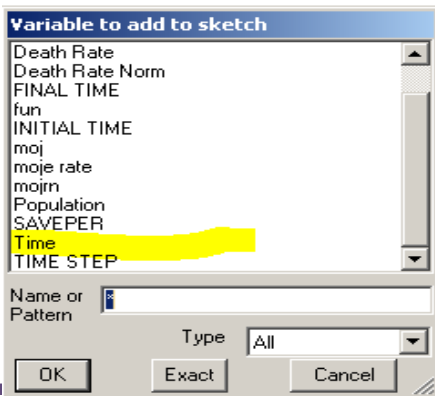 Variable to add to sketch
Death Rate
Death Rate Norm
FINAL TIME
fun
INITIAL TIME
moj
moje rate
mojrn
Population
SAVEPER
Time
TIME STEP
Name or
Pattern
*
Type
All
OK
Exact
Cancel